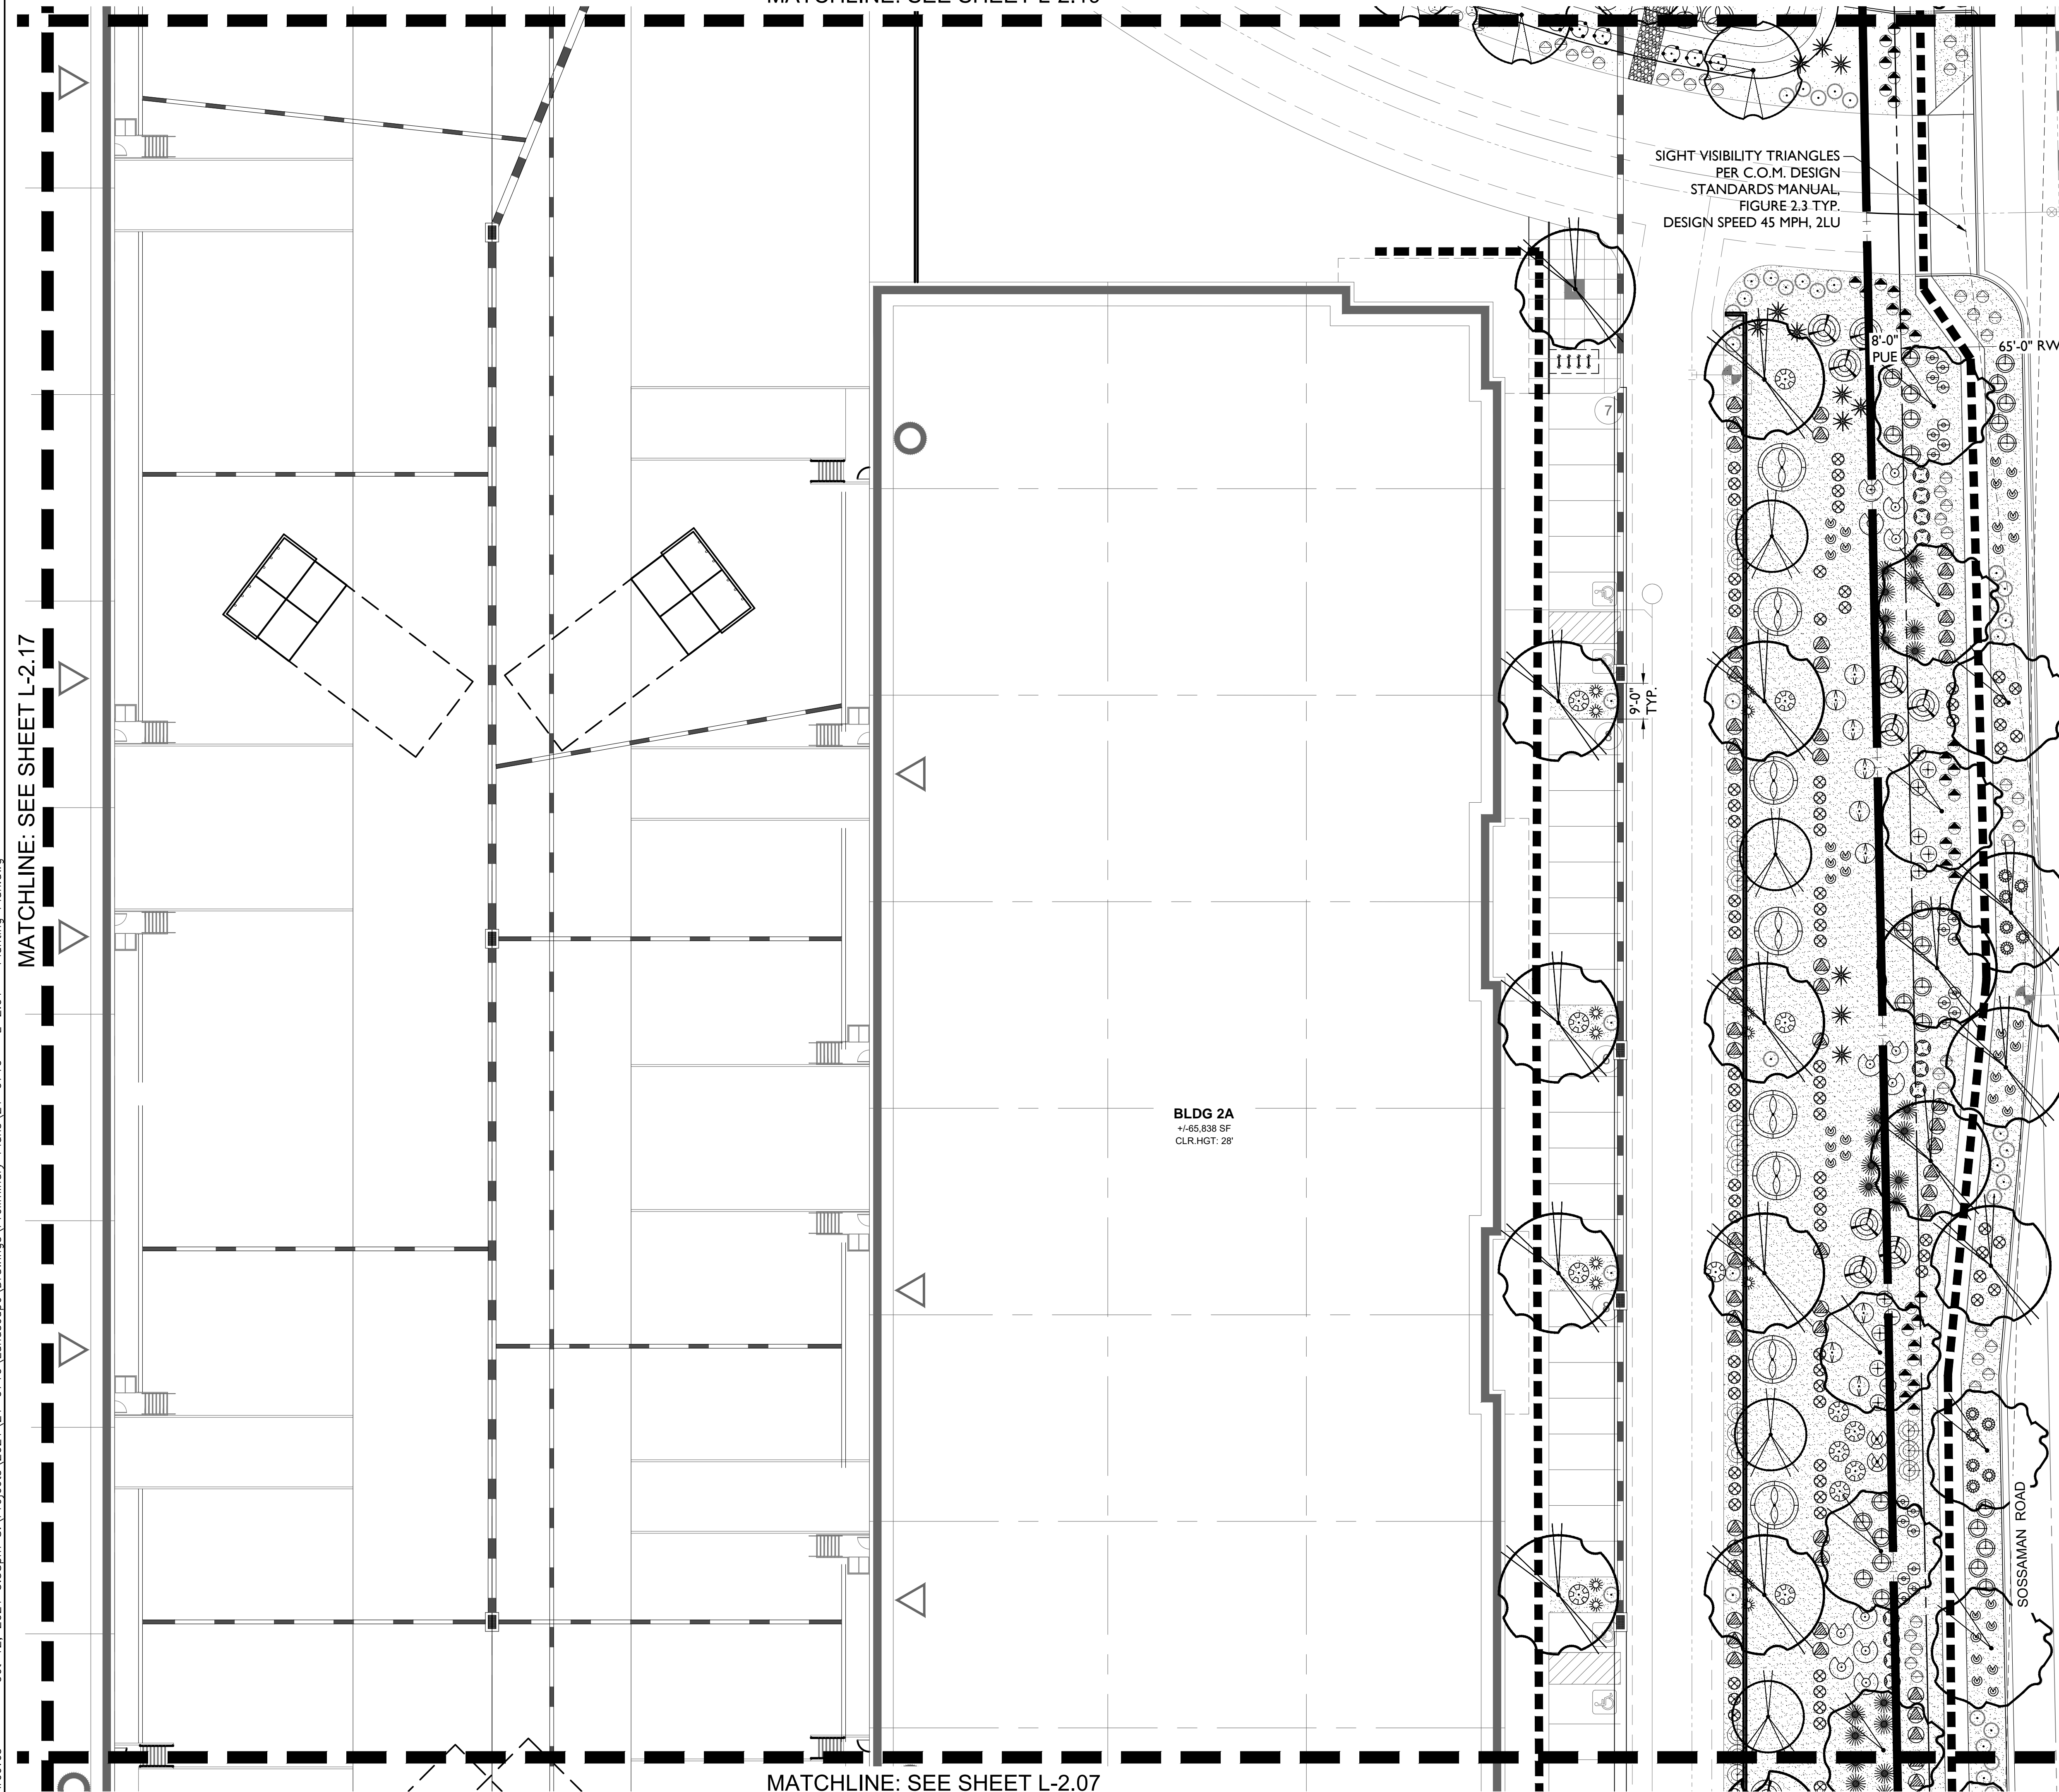 SIGHT VISIBILITY TRIANGLES
PER C.O.M. DESIGN
STANDARDS MANUAL,
FIGURE 2.3 TYP.
DESIGN SPEED 45 MPH, 2LU
8'-0"
PUE
65'-0" RW
7
9'-0"
TYP.
MATCHLINE: SEE SHEET L-2.17
BLDG 2A
+/-65,838 SF
CLR.HGT: 28'
SOSSAMAN ROAD
MATCHLINE: SEE SHEET L-2.07